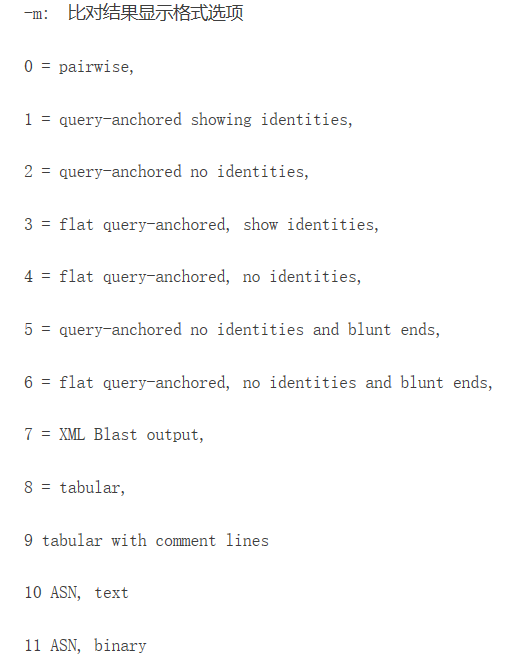 -m: 比对结果显示格式选项
0 = pairwise,
1 = query-anchored showing identities,
2 = query-anchored no identities,
3 = flat query-anchored, show identities,
4 = flat query-anchored, no identities,
5 = query-anchored no identities and blunt ends,
6 = flat query-anchored, no identities and blunt ends,
7 = XML Blast output,
8 = tabular,
9 tabular with comment lines
10 ASN, text
11 ASN, binary